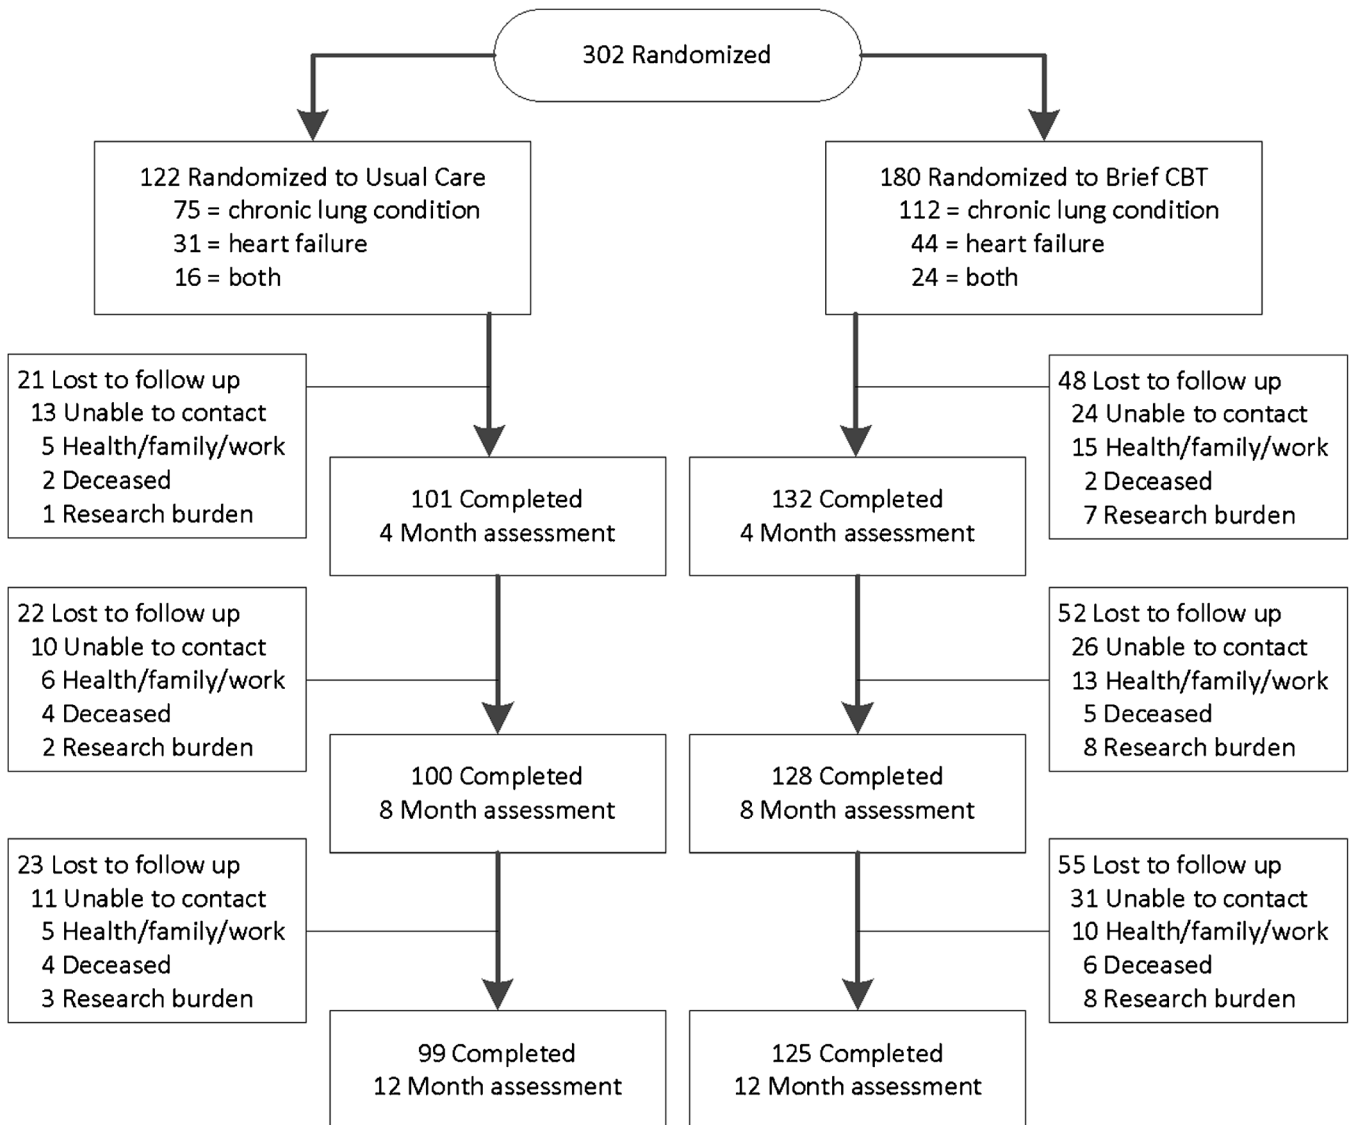 302 Randomized
122 Randomized to Usual Care
75 = chronic lung condition
31 = heart failure
16 = both
180 Randomized to Brief CBT
112 = chronic lung condition
44 = heart failure
24 = both
21 Lost to follow up
13 Unable to contact
5 Health/family/work
2 Deceased
1 Research burden
48 Lost to follow up
24 Unable to contact
15 Health/family/work
2 Deceased
7 Research burden
101 Completed
4 Month assessment
132 Completed
4 Month assessment
22 Lost to follow up
10 Unable to contact
6 Health/family/work
4 Deceased
2 Research burden
52 Lost to follow up
26 Unable to contact
13 Health/family/work
5 Deceased
8 Research burden
100 Completed
8 Month assessment
128 Completed
8 Month assessment
23 Lost to follow up
11 Unable to contact
5 Health/family/work
4 Deceased
3 Research burden
55 Lost to follow up
31 Unable to contact
10 Health/family/work
6 Deceased
8 Research burden
99 Completed
12 Month assessment
125 Completed
12 Month assessment